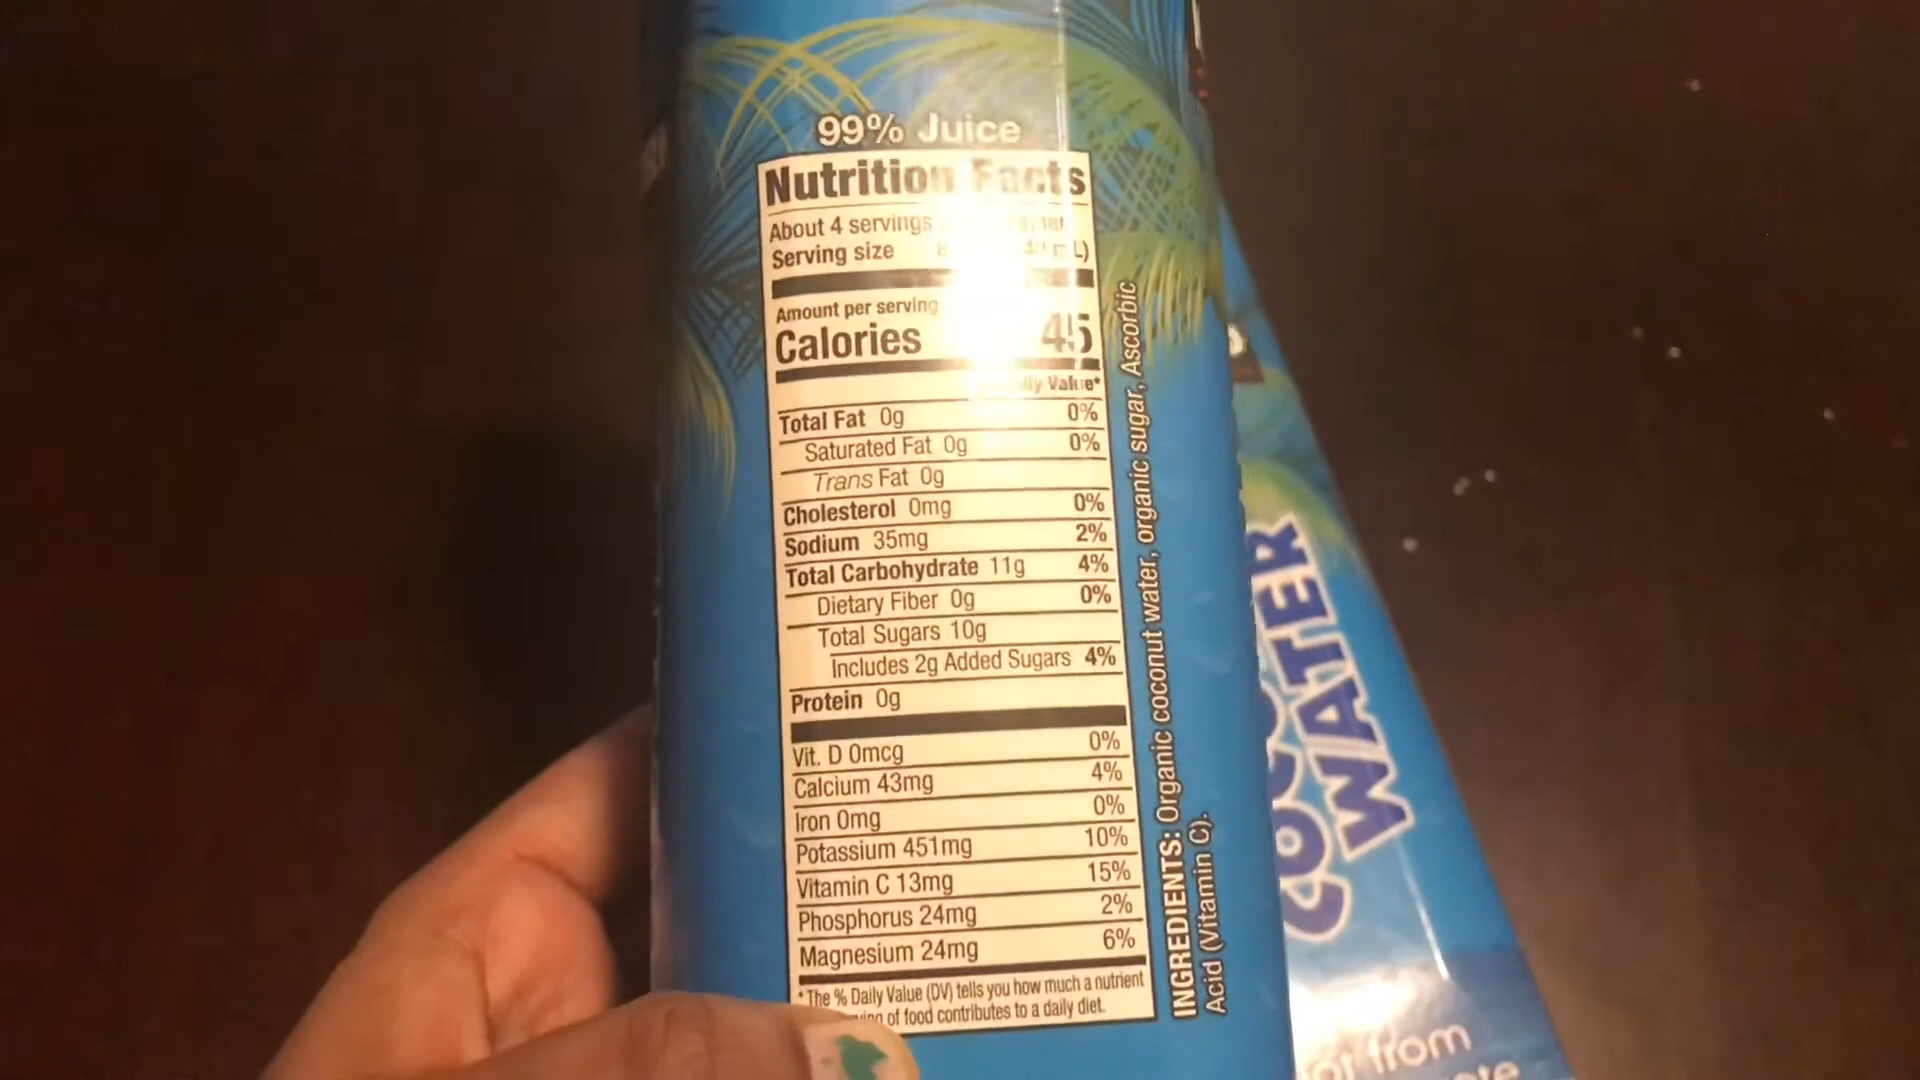 99% Juice
Nutrition Facts
About 4 servings
Serving size mL)
Amount per serving
Calories 45
Value*
Total Fat 0g 0%
Saturated Fat 0g 0%
Trans Fat 0g
Cholesterol 0mg 0%
Sodium 35mg 2%
Total Carbohydrate 11g 4%
Dietary Fiber 0g 0%
Total Sugars 10g
Includes 2g Added Sugars 4%
Protein 0g
Vit. D 0mcg 0%
Calcium 43mg 4%
Iron 0mg 0%
Potassium 451mg 10%
Vitamin C 13mg 15%
Phosphorus 24mg 2%
Magnesium 24mg 6%
* The % Daily Value (DV) tells you how much a nutrient
of food contributes to a daily diet.
INGREDIENTS: Organic coconut water, organic sugar, Ascorbic
Acid (Vitamin C).
WATER
from